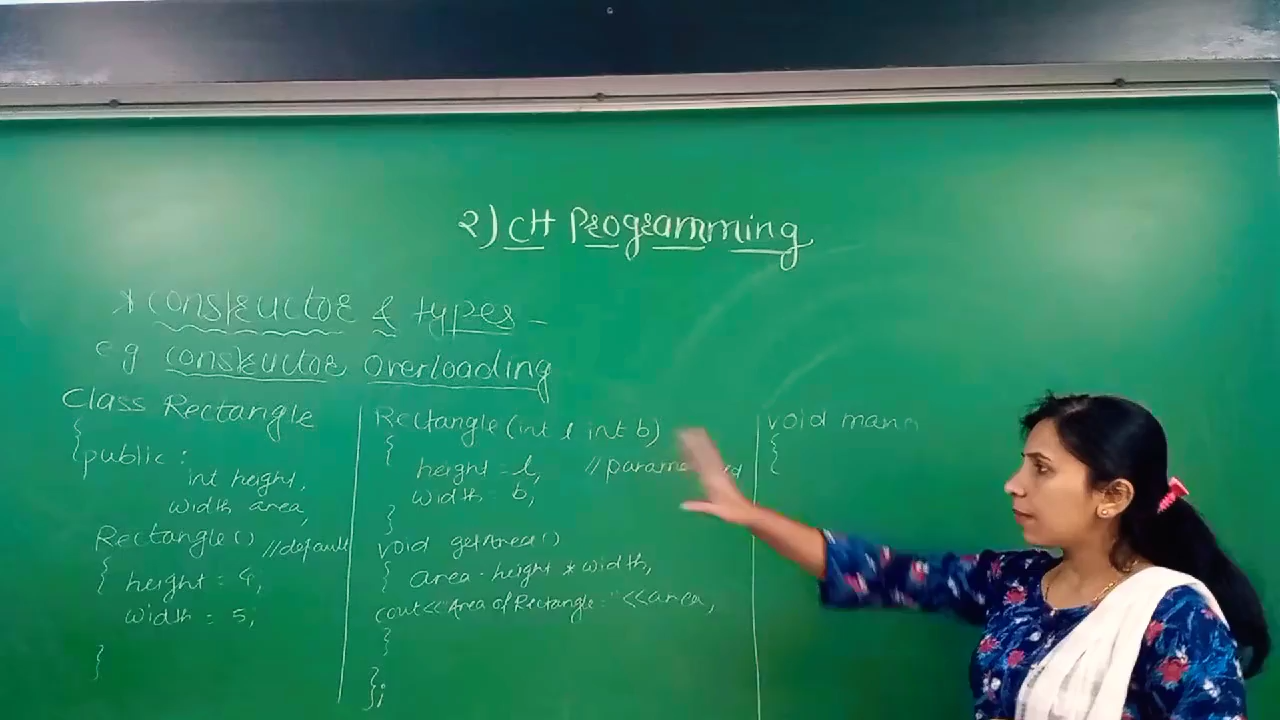 2) C++ Programming
* Constructor & types -
eg Constructor Overloading
Class Rectangle
{
public:
int height,
width area,
Rectangle() //default
{ height = 4,
width = 5;
}
Rectangle (int l int b)
{
height = l,
width = b,
}
void getArea()
{ area = height * width,
cout<<"Area of Rectangle: "<<area,
}
};
void main
{